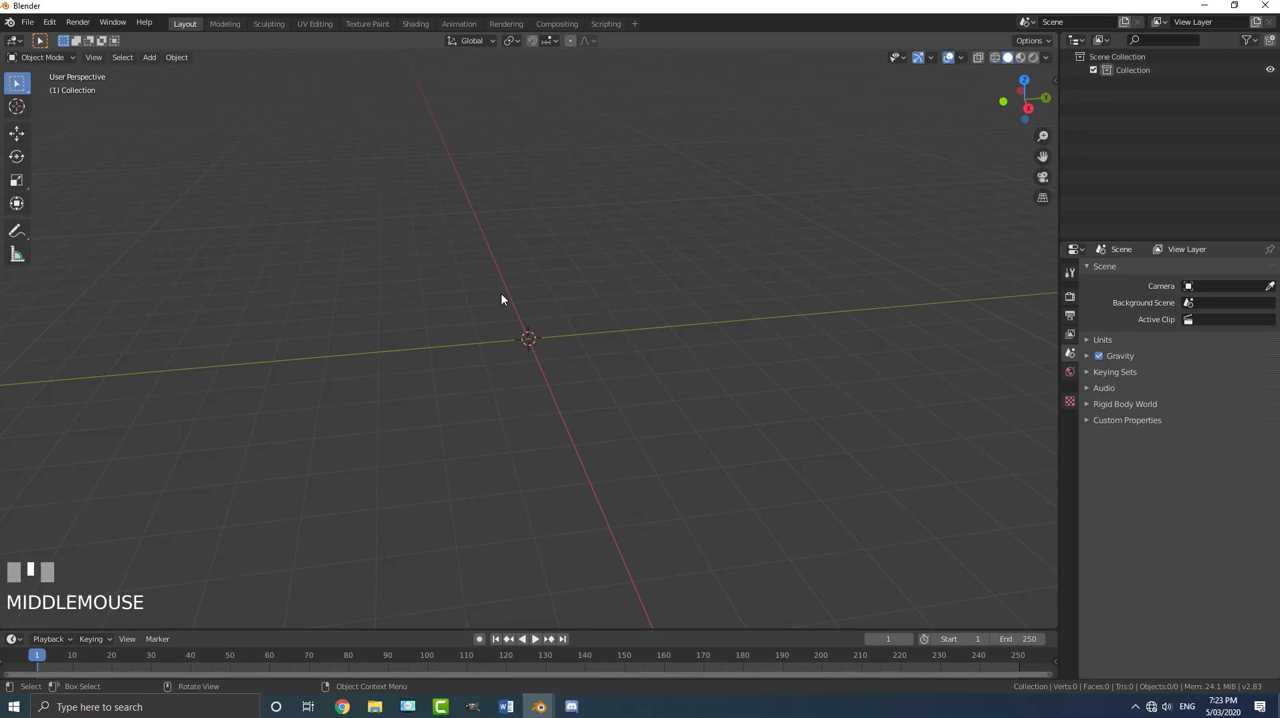 Blender
File Edit Render Window Help Layout Modeling Sculpting UV Editing Texture Paint Shading Animation Rendering Compositing Scripting + Scene View Layer
Global Options
Object Mode View Select Add Object
User Perspective
(1) Collection
Z
Y
X
Scene Collection
Collection
Scene View Layer
Scene
Camera
Background Scene
Active Clip
Units
Gravity
Keying Sets
Audio
Rigid Body World
Custom Properties
MIDDLEMOUSE
Playback Keying View Marker 1 Start 1 End 250
1 10 20 30 40 50 60 70 80 90 100 110 120 130 140 150 160 170 180 190 200 210 220 230 240 250
Select Box Select Rotate View Object Context Menu Collection | Verts:0 | Faces:0 | Tris:0 | Objects:0/0 | Mem: 24.1 MiB | v2.83
Type here to search ENG 7:23 PM
5/03/2020